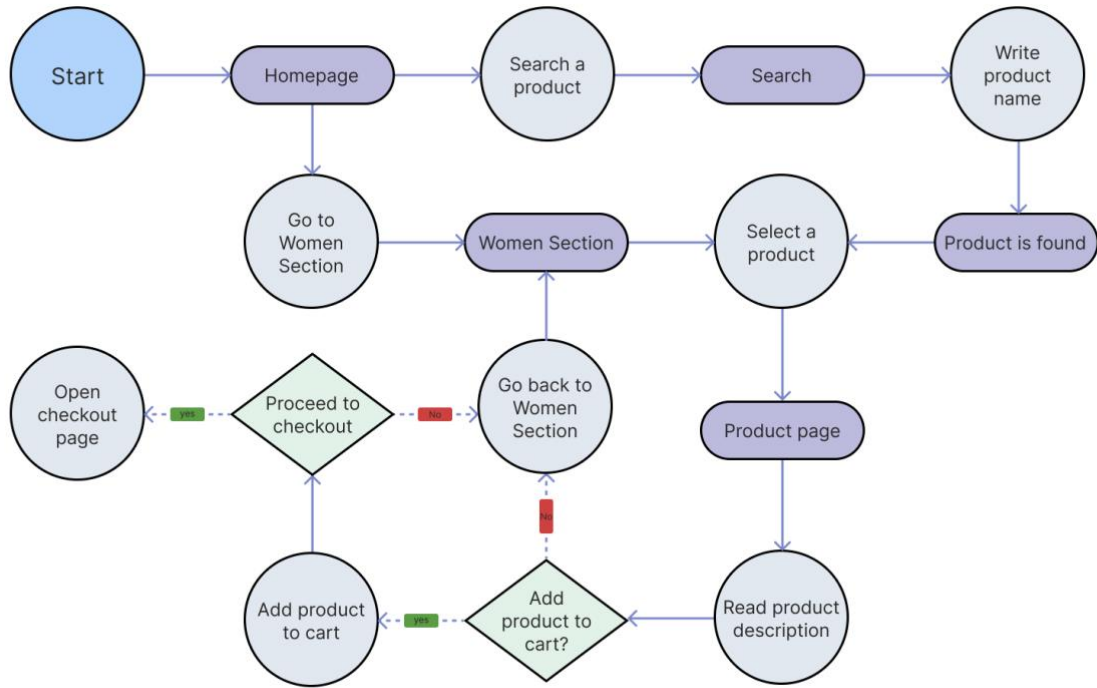 Start
Homepage
Search a
product
Search
Write
product
name
Go to
Women
Section
Women Section
Select a
product
Product is found
Open
checkout
page
yes
Proceed to
checkout
No
Go back to
Women
Section
Product page
No
Add product
to cart
yes
Add
product to
cart?
Read product
description